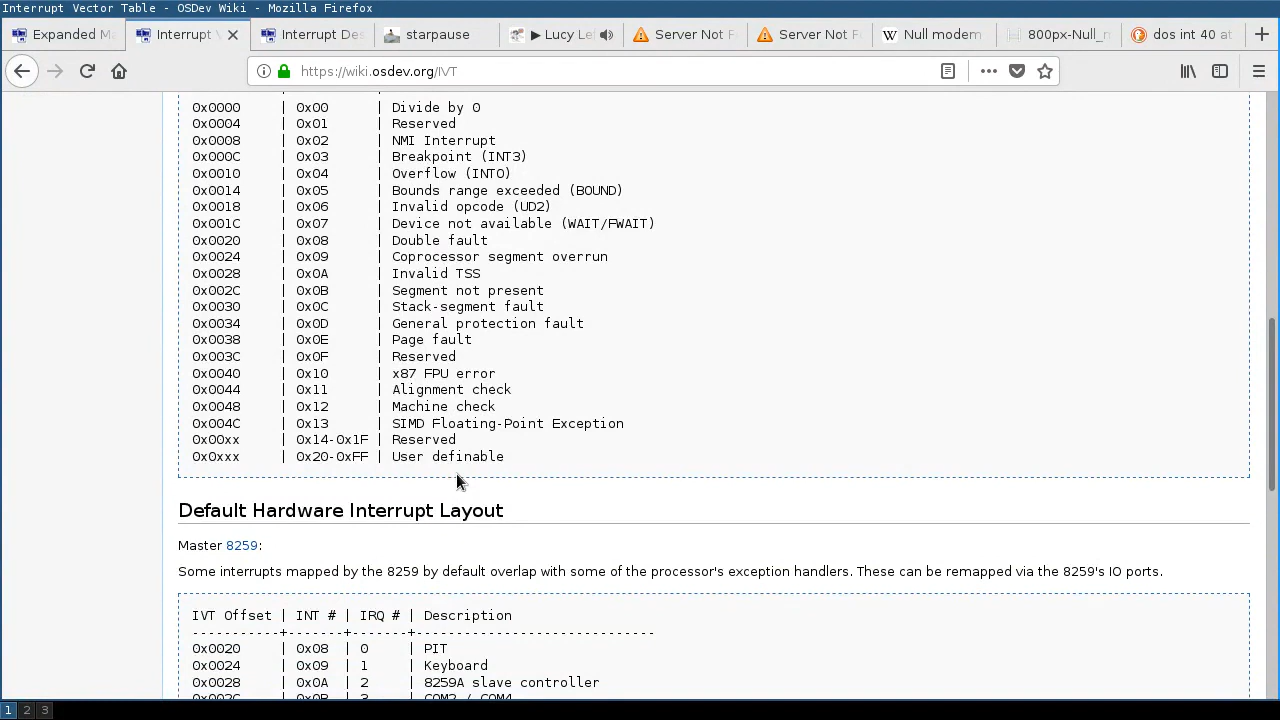 Interrupt Vector Table - OSDev Wiki - Mozilla Firefox
Expanded Ma
Interrupt V
Interrupt Des
starpause
▶ Lucy Le
Server Not F
Server Not F
Null modem
800px-Null_m
dos int 40 at
https://wiki.osdev.org/IVT
0x0000 | 0x00 | Divide by 0
0x0004 | 0x01 | Reserved
0x0008 | 0x02 | NMI Interrupt
0x000C | 0x03 | Breakpoint (INT3)
0x0010 | 0x04 | Overflow (INTO)
0x0014 | 0x05 | Bounds range exceeded (BOUND)
0x0018 | 0x06 | Invalid opcode (UD2)
0x001C | 0x07 | Device not available (WAIT/FWAIT)
0x0020 | 0x08 | Double fault
0x0024 | 0x09 | Coprocessor segment overrun
0x0028 | 0x0A | Invalid TSS
0x002C | 0x0B | Segment not present
0x0030 | 0x0C | Stack-segment fault
0x0034 | 0x0D | General protection fault
0x0038 | 0x0E | Page fault
0x003C | 0x0F | Reserved
0x0040 | 0x10 | x87 FPU error
0x0044 | 0x11 | Alignment check
0x0048 | 0x12 | Machine check
0x004C | 0x13 | SIMD Floating-Point Exception
0x00xx | 0x14-0x1F | Reserved
0x0xxx | 0x20-0xFF | User definable
Default Hardware Interrupt Layout
Master 8259:
Some interrupts mapped by the 8259 by default overlap with some of the processor's exception handlers. These can be remapped via the 8259's IO ports.
IVT Offset | INT # | IRQ # | Description
-----------+-------+-------+------------------------------
0x0020 | 0x08 | 0 | PIT
0x0024 | 0x09 | 1 | Keyboard
0x0028 | 0x0A | 2 | 8259A slave controller
0x002C | 0x0B | 3 | COM2 / COM4
1 2 3